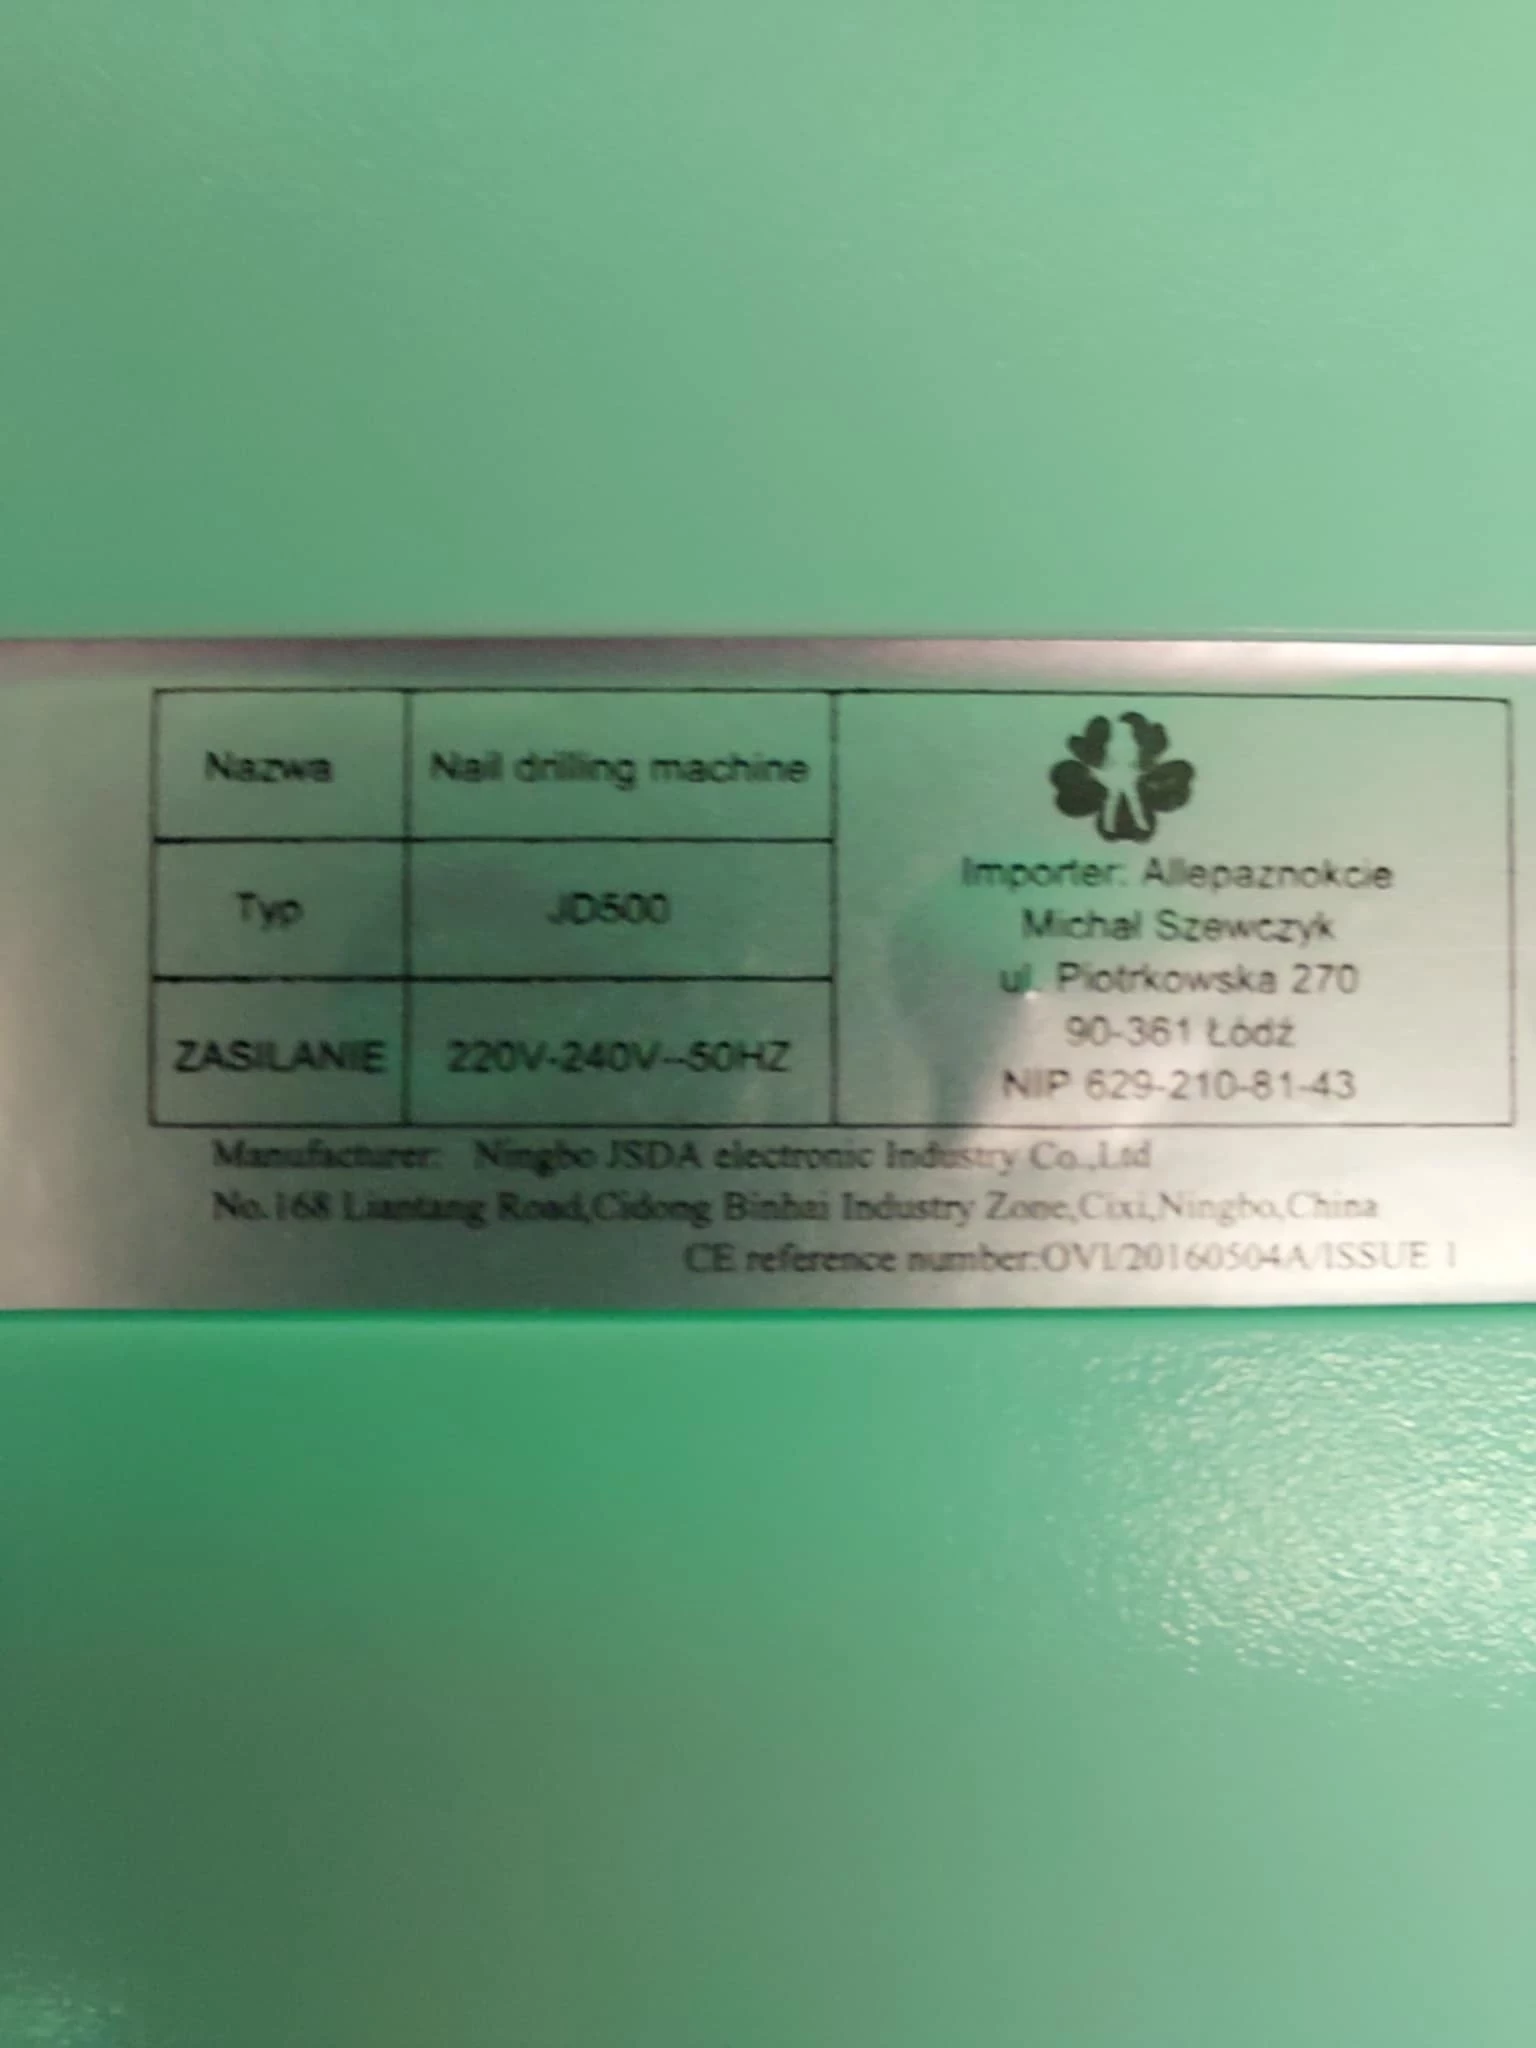 Nazwa Nail drilling machine
Typ JD500
ZASILANIE 220V-240V~50HZ
Importer: Allepaznokcie
Michał Szewczyk
ul. Piotrkowska 270
90-361 Łódź
NIP 629-210-81-43
Manufacturer: Ningbo JSDA electronic Industry Co.,Ltd
No.168 Liantang Road,Cidong Binhai Industry Zone,Cixi,Ningbo,China
CE reference number:OVI/20160504A/ISSUE 1